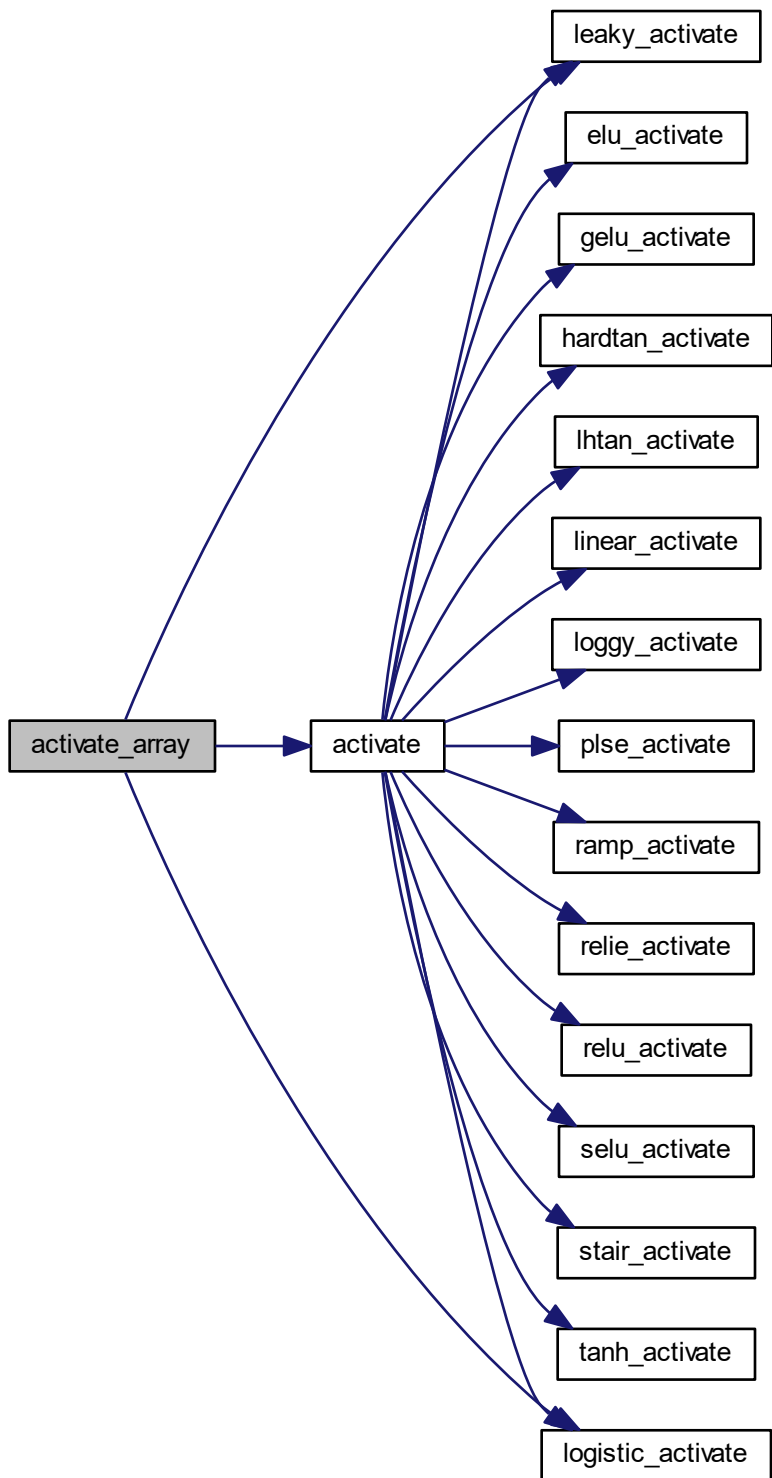 leaky_activate
elu_activate
gelu_activate
hardtan_activate
lhtan_activate
linear_activate
loggy_activate
activate_array
activate
plse_activate
ramp_activate
relie_activate
relu_activate
selu_activate
stair_activate
tanh_activate
logistic_activate